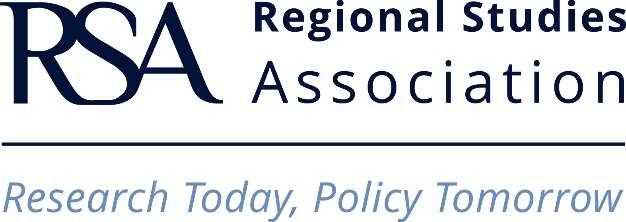 RSA
Regional Studies
Association
Research Today, Policy Tomorrow